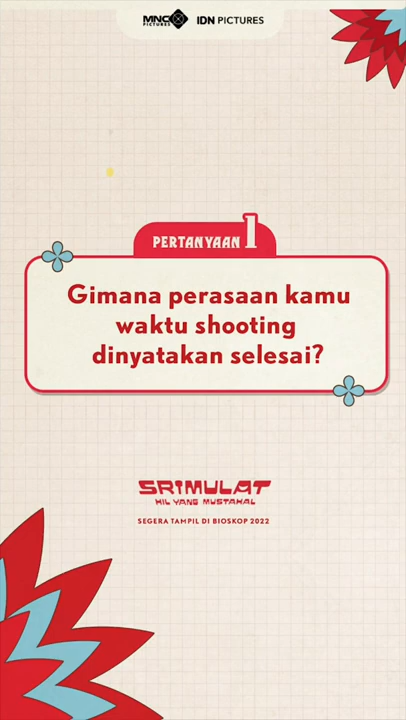 MNC PICTURES IDN PICTURES
PERTANYAAN 1
Gimana perasaan kamu
waktu shooting
dinyatakan selesai?
SRIMULAT
HIL YANG MUSTAHAL
SEGERA TAMPIL DI BIOSKOP 2022